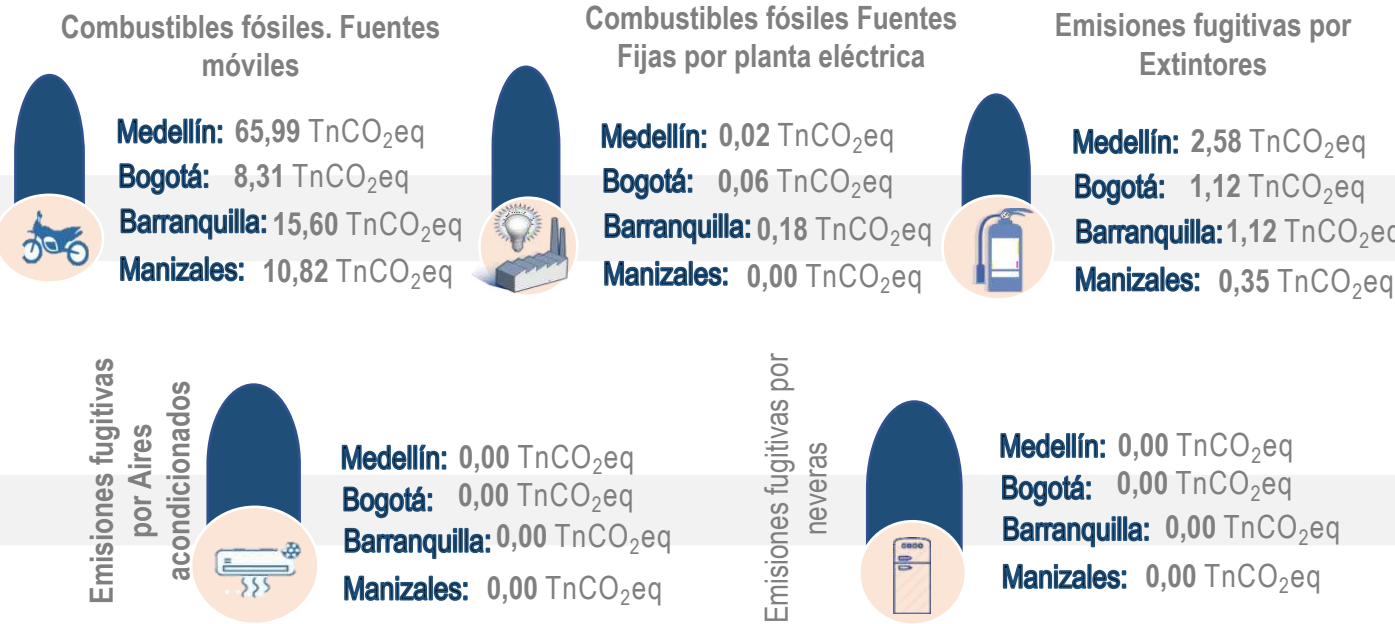 Combustibles fósiles. Fuentes
móviles
Medellín: 65,99 TnCO₂eq
Bogotá: 8,31 TnCO₂eq
Barranquilla: 15,60 TnCO₂eq
Manizales: 10,82 TnCO₂eq
Combustibles fósiles Fuentes
Fijas por planta eléctrica
Medellín: 0,02 TnCO₂eq
Bogotá: 0,06 TnCO₂eq
Barranquilla: 0,18 TnCO₂eq
Manizales: 0,00 TnCO₂eq
Emisiones fugitivas por
Extintores
Medellín: 2,58 TnCO₂eq
Bogotá: 1,12 TnCO₂eq
Barranquilla: 1,12 TnCO₂eq
Manizales: 0,35 TnCO₂eq
Emisiones fugitivas
por Aires
acondicionados
Medellín: 0,00 TnCO₂eq
Bogotá: 0,00 TnCO₂eq
Barranquilla: 0,00 TnCO₂eq
Manizales: 0,00 TnCO₂eq
Emisiones fugitivas por
neveras
Medellín: 0,00 TnCO₂eq
Bogotá: 0,00 TnCO₂eq
Barranquilla: 0,00 TnCO₂eq
Manizales: 0,00 TnCO₂eq